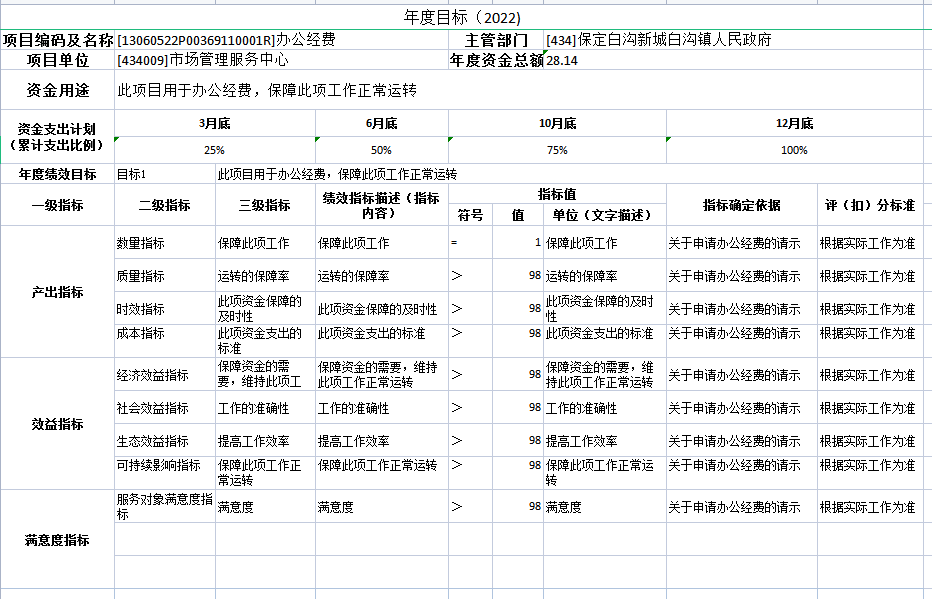 年度目标（2022）
项目编码及名称 [13060522P00369110001R]办公经费 主管部门 [434]保定白沟新城白沟镇人民政府
项目单位 [434009]市场管理服务中心 年度资金总额 28.14
资金用途 此项目用于办公经费，保障此项工作正常运转
资金支出计划（累计支出比例） 3月底 6月底 10月底 12月底
25% 50% 75% 100%
年度绩效目标 目标1 此项目用于办公经费，保障此项工作正常运转
一级指标 二级指标 三级指标 绩效指标描述（指标内容） 指标值 指标确定依据 评（扣）分标准
符号 值 单位（文字描述）
产出指标
数量指标 保障此项工作 保障此项工作 = 1 保障此项工作 关于申请办公经费的请示 根据实际工作为准
质量指标 运转的保障率 运转的保障率 ＞ 98 运转的保障率 关于申请办公经费的请示 根据实际工作为准
时效指标 此项资金保障的及时性 此项资金保障的及时性 ＞ 98 此项资金保障的及时性 关于申请办公经费的请示 根据实际工作为准
成本指标 此项资金支出的标准 此项资金支出的标准 ＞ 98 此项资金支出的标准 关于申请办公经费的请示 根据实际工作为准
效益指标
经济效益指标 保障资金的需要，维持此项工 保障资金的需要，维持此项工作正常运转 ＞ 98 保障资金的需要，维持此项工作正常运转 关于申请办公经费的请示 根据实际工作为准
社会效益指标 工作的准确性 工作的准确性 ＞ 98 工作的准确性 关于申请办公经费的请示 根据实际工作为准
生态效益指标 提高工作效率 提高工作效率 ＞ 98 提高工作效率 关于申请办公经费的请示 根据实际工作为准
可持续影响指标 保障此项工作正常运转 保障此项工作正常运转 ＞ 98 保障此项工作正常运转 关于申请办公经费的请示 根据实际工作为准
满意度指标
服务对象满意度指标 满意度 满意度 ＞ 98 满意度 关于申请办公经费的请示 根据实际工作为准